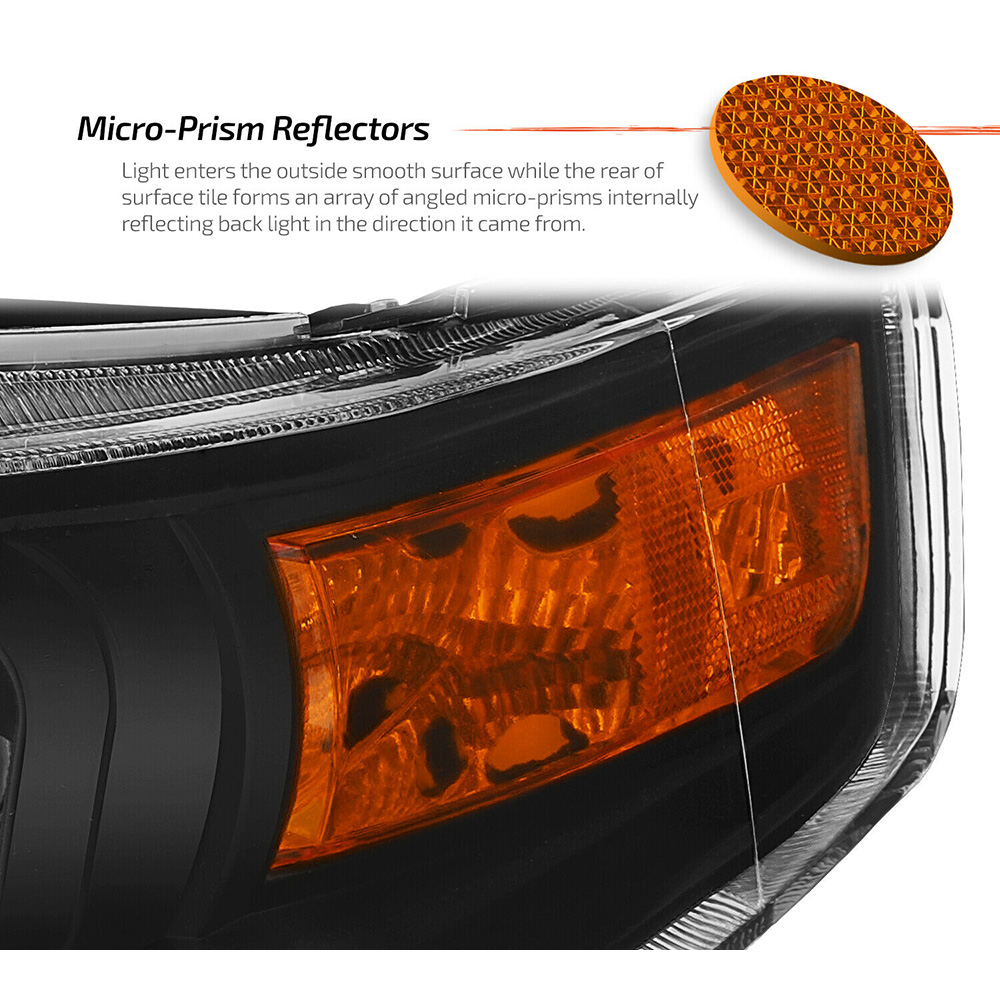 Micro-Prism Reflectors
Light enters the outside smooth surface while the rear of
surface tile forms an array of angled micro-prisms internally
reflecting back light in the direction it came from.